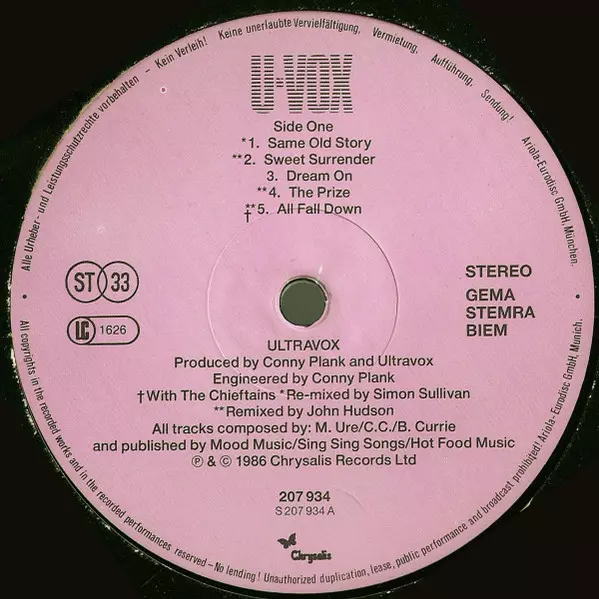 Alle Urheber- und Leistungsschutzrechte vorbehalten – Kein Verleih! Keine unerlaubte Vervielfältigung, Vermietung, Aufführung, Sendung! Ariola-Eurodisc GmbH, München.
U-VOX
Side One
*1. Same Old Story
**2. Sweet Surrender
3. Dream On
**4. The Prize
**†5. All Fall Down
ST 33
LC 1626
STEREO
GEMA
STEMRA
BIEM
ULTRAVOX
Produced by Conny Plank and Ultravox
Engineered by Conny Plank
†With The Chieftains *Re-mixed by Simon Sullivan
**Remixed by John Hudson
All tracks composed by: M. Ure/C.C./B. Currie
and published by Mood Music/Sing Sing Songs/Hot Food Music
℗ & © 1986 Chrysalis Records Ltd
207 934
S 207 934 A
Chrysalis
All copyrights in the recorded works and in the recorded performances reserved – No lending! Unauthorized duplication, lease, public performance and broadcast prohibited! Ariola-Eurodisc GmbH, Munich.